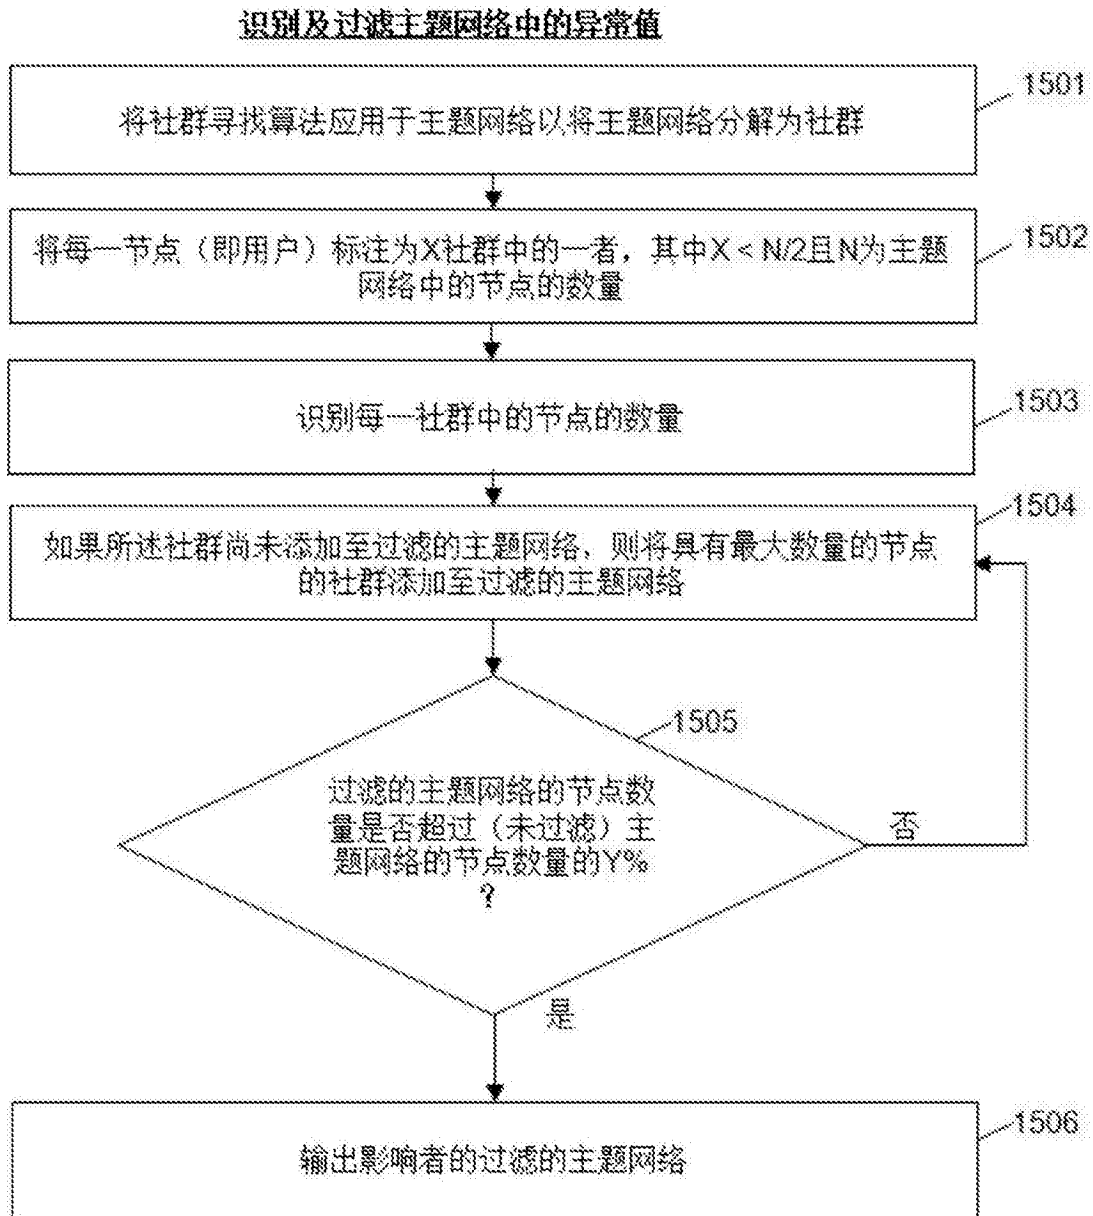 识别及过滤主题网络中的异常值
1501
将社群寻找算法应用于主题网络以将主题网络分解为社群
1502
将每一节点（即用户）标注为X社群中的一者，其中X < N/2且N为主题
网络中的节点的数量
1503
识别每一社群中的节点的数量
1504
如果所述社群尚未添加至过滤的主题网络，则将具有最大数量的节点
的社群添加至过滤的主题网络
1505
过滤的主题网络的节点数
量是否超过（未过滤）主
题网络的节点数量的Y%
？
否
是
1506
输出影响者的过滤的主题网络